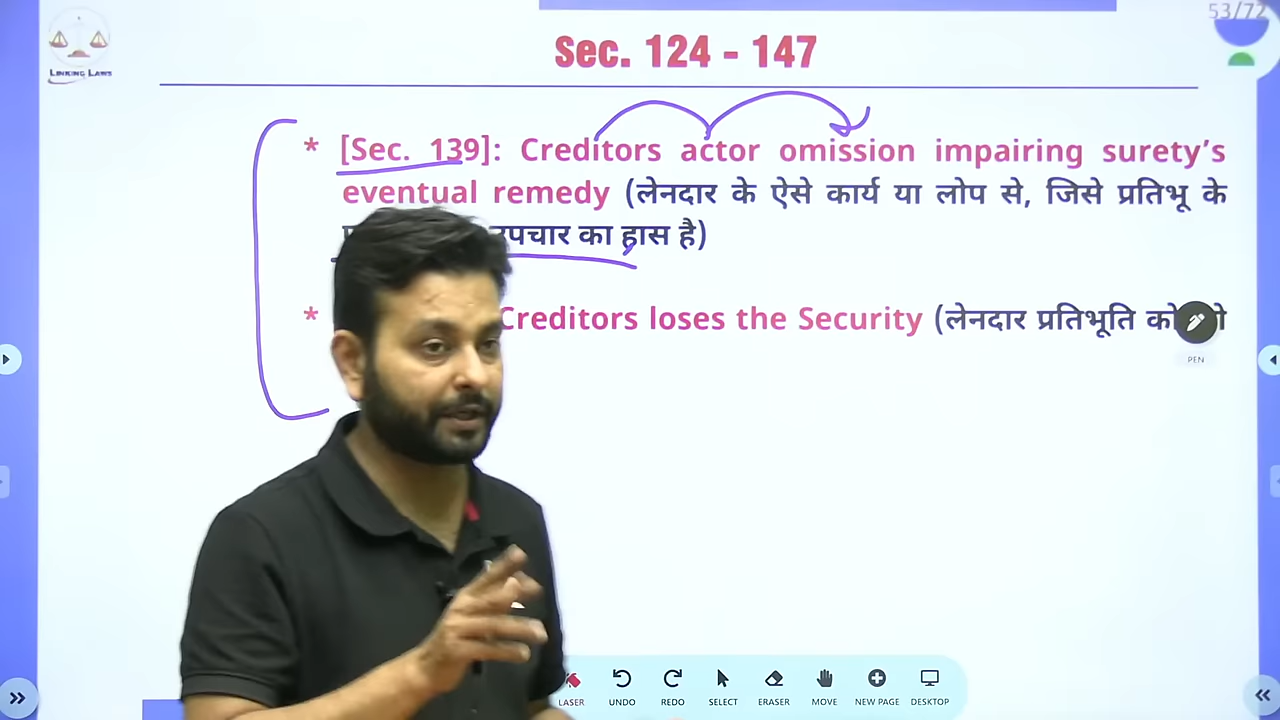 53/72
LINKING LAWS
Sec. 124 - 147
* [Sec. 139]: Creditors actor omission impairing surety's
eventual remedy (लेनदार के ऐसे कार्य या लोप से, जिसे प्रतिभू के
उपचार का ह्रास है)
* Creditors loses the Security (लेनदार प्रतिभूति को
PEN
LASER UNDO REDO SELECT ERASER MOVE NEW PAGE DESKTOP